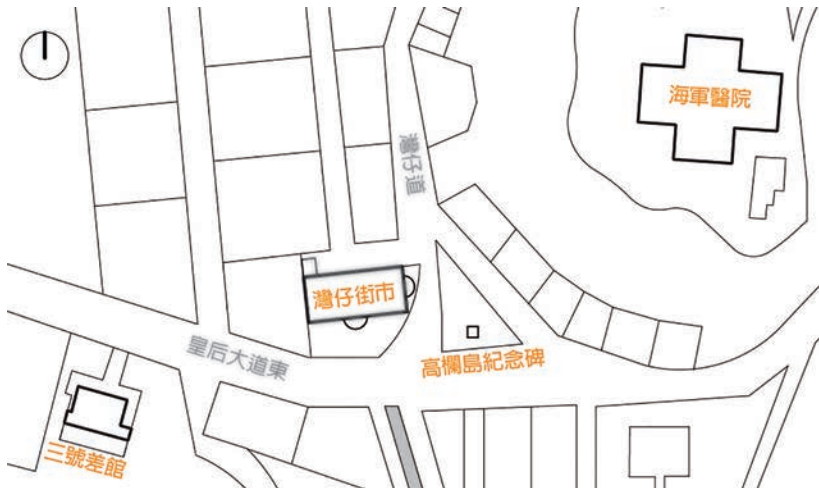 海軍醫院
灣仔道
灣仔街市
皇后大道東
高欄島紀念碑
三號差館